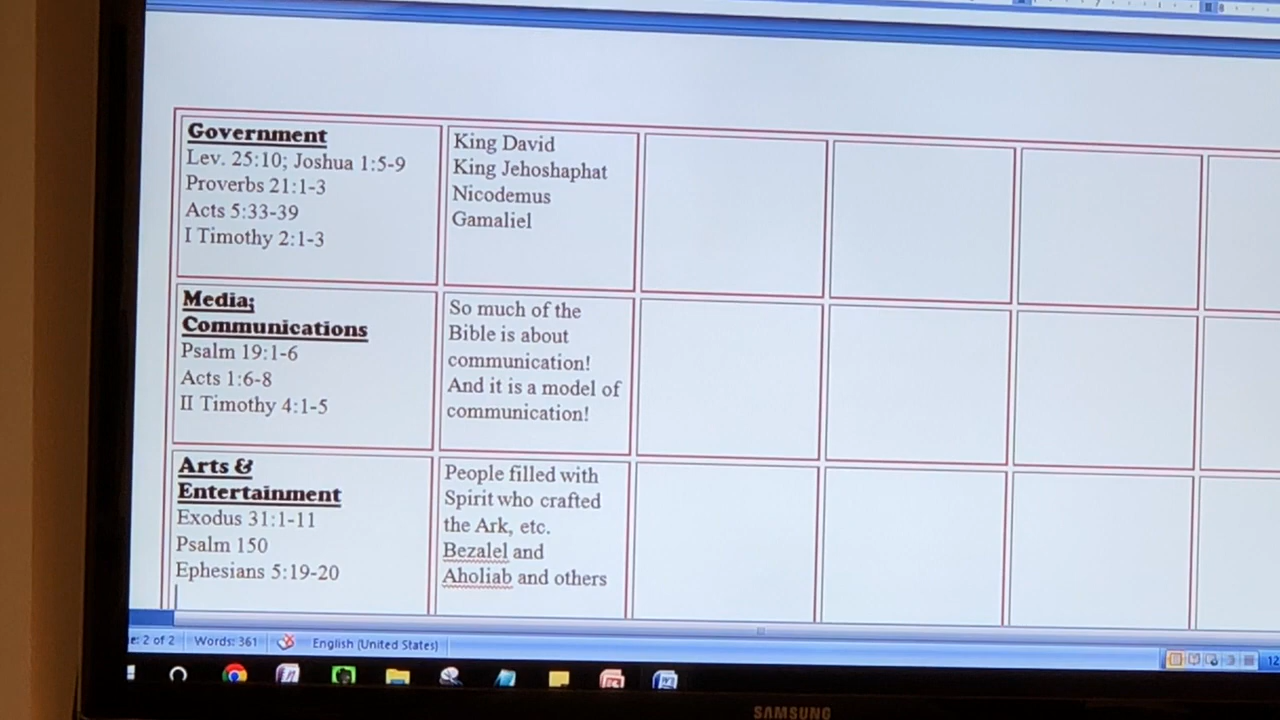 Government
Lev. 25:10; Joshua 1:5-9
Proverbs 21:1-3
Acts 5:33-39
I Timothy 2:1-3
King David
King Jehoshaphat
Nicodemus
Gamaliel
Media;
Communications
Psalm 19:1-6
Acts 1:6-8
II Timothy 4:1-5
So much of the
Bible is about
communication!
And it is a model of
communication!
Arts &
Entertainment
Exodus 31:1-11
Psalm 150
Ephesians 5:19-20
People filled with
Spirit who crafted
the Ark, etc.
Bezalel and
Aholiab and others
e: 2 of 2 Words: 361 English (United States)
SAMSUNG